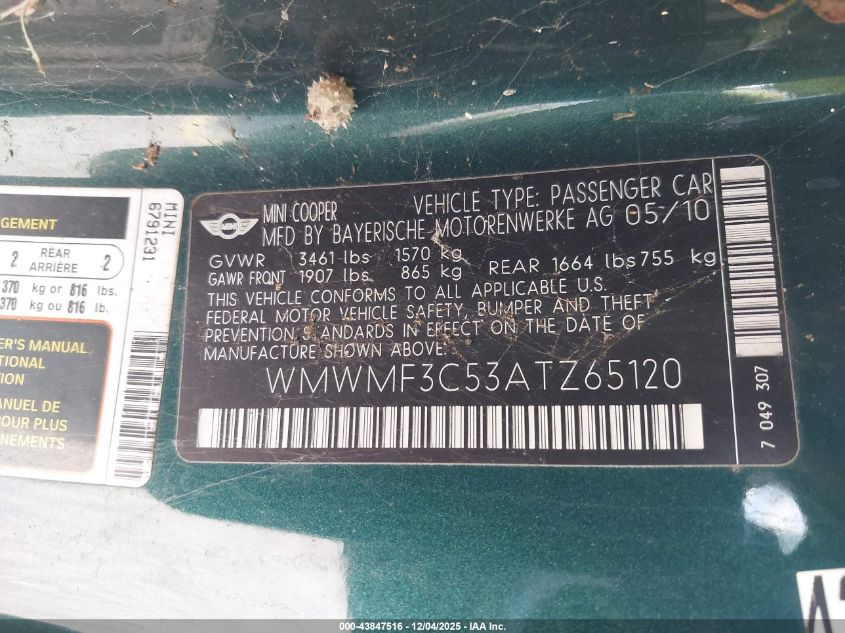 GEMENT
2 REAR ARRIÈRE 2
370 kg or 816 lbs.
370 kg ou 816 lb.
ER'S MANUAL
TIONAL
TION
ANUEL DE
POUR PLUS
GNEMENTS
MINI
6791231
MINI
MINI COOPER VEHICLE TYPE: PASSENGER CAR
MFD BY BAYERISCHE MOTORENWERKE AG 05/10
GVWR 3461 lbs 1570 kg
GAWR FRONT 1907 lbs 865 kg REAR 1664 lbs 755 kg
THIS VEHICLE CONFORMS TO ALL APPLICABLE U.S.
FEDERAL MOTOR VEHICLE SAFETY, BUMPER AND THEFT
PREVENTION STANDARDS IN EFFECT ON THE DATE OF
MANUFACTURE SHOWN ABOVE:
WMWMF3C53ATZ65120
7 049 307
000-43847516 - 12/04/2025 - IAA Inc.